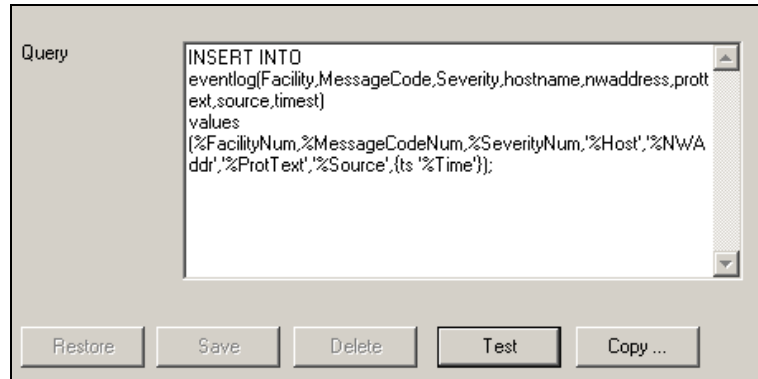 Query
INSERT INTO
eventlog(Facility,MessageCode,Severity,hostname,nwaddress,prott
ext,source,timest)
values
(%FacilityNum,%MessageCodeNum,%SeverityNum,'%Host','%NWA
ddr','%ProtText','%Source',{ts '%Time'});
Restore Save Delete Test Copy ...